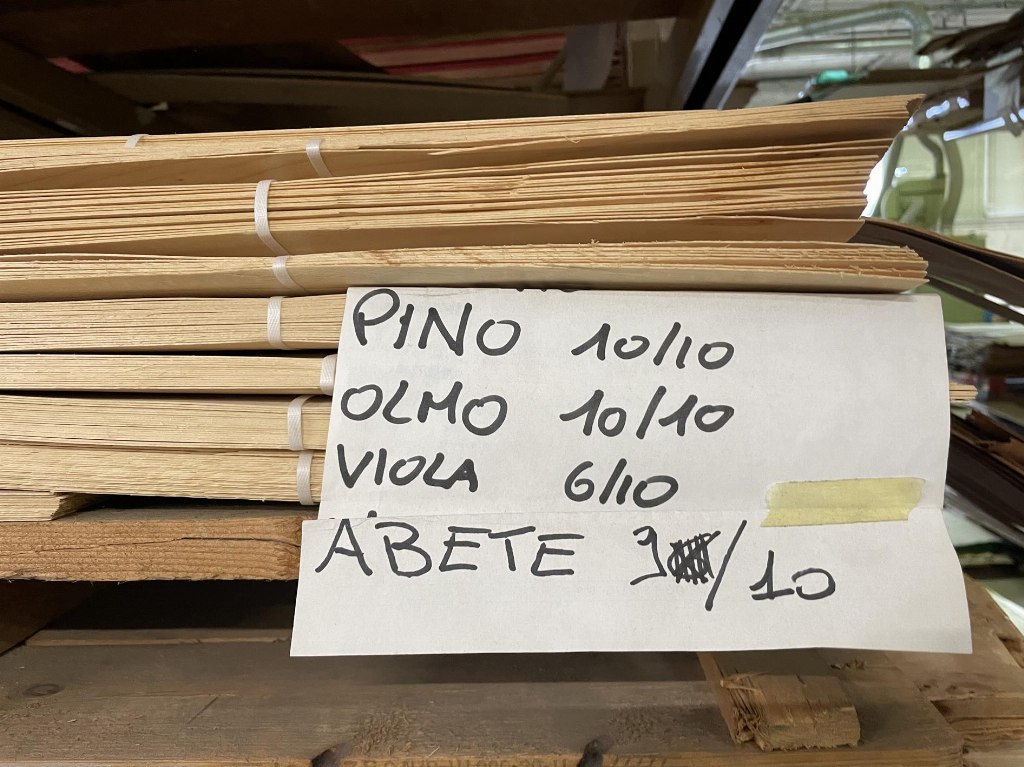 PINO 10/10
OLMO 10/10
VIOLA 6/10
ABETE 9/10